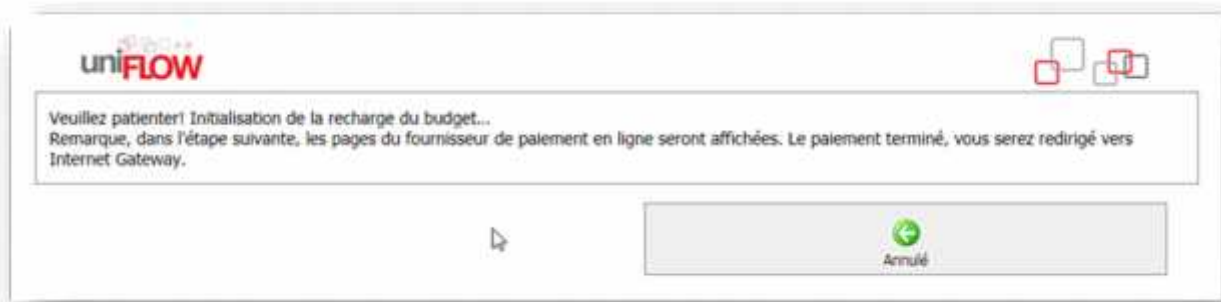 uniFLOW
Veuillez patienter! Initialisation de la recharge du budget...
Remarque, dans l'étape suivante, les pages du fournisseur de paiement en ligne seront affichées. Le paiement terminé, vous serez redirigé vers
Internet Gateway.
Annulé